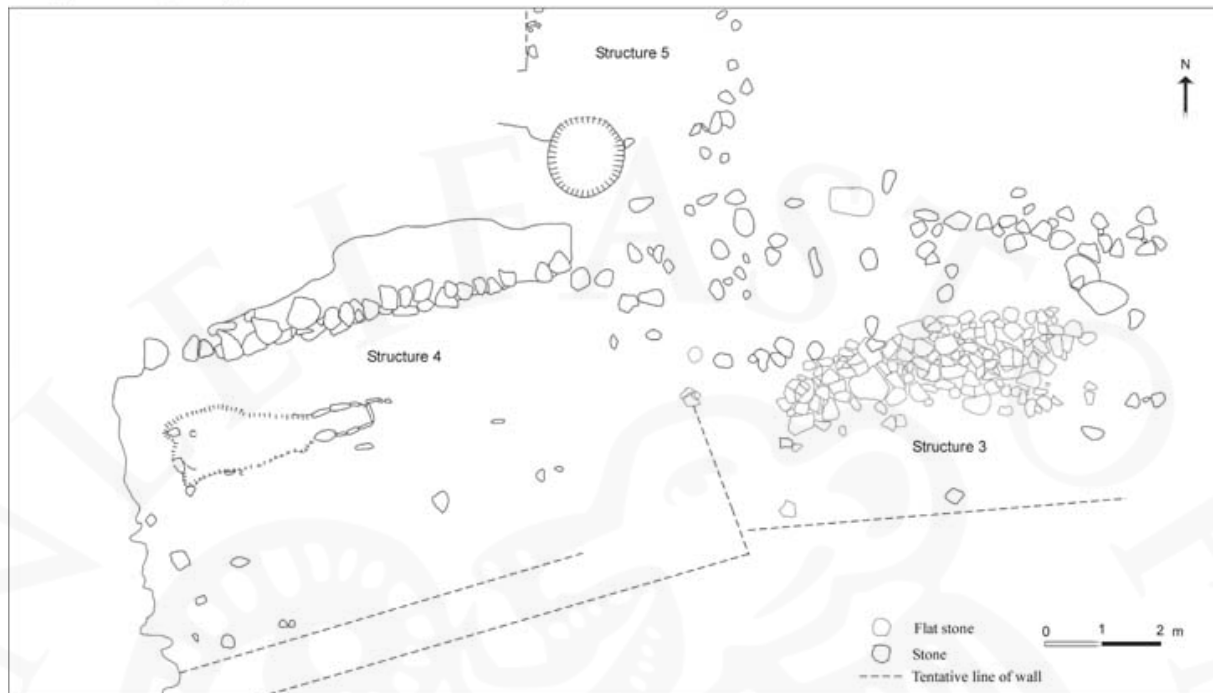 Structure 5
N
Structure 4
Structure 3
Flat stone
Stone
Tentative line of wall
0 1 2 m